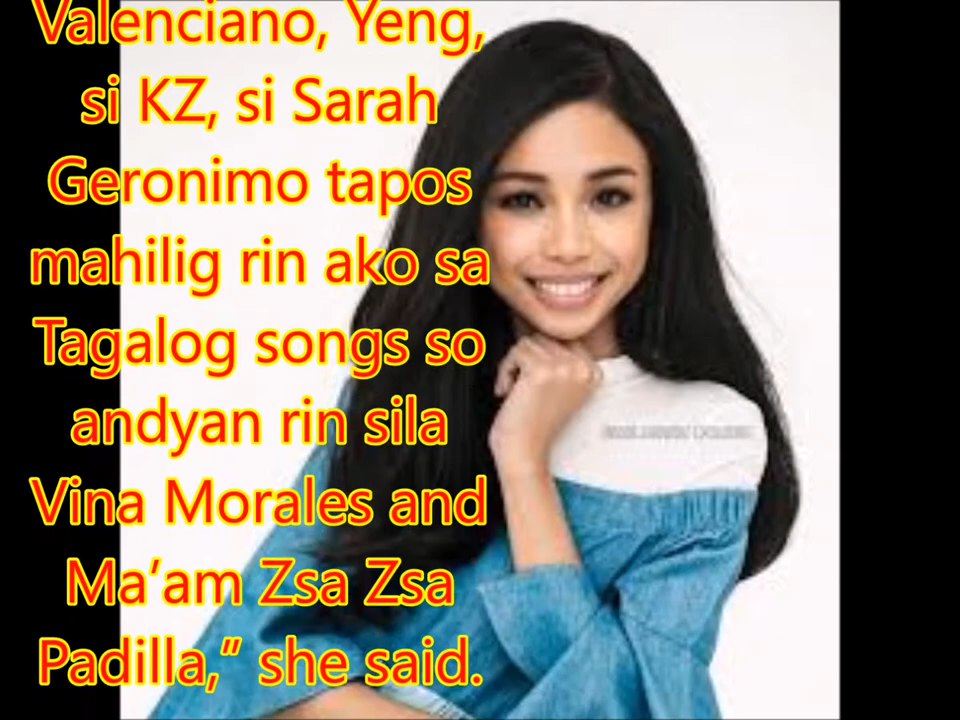 Valenciano, Yeng,
si KZ, si Sarah
Geronimo tapos
mahilig rin ako sa
Tagalog songs so
andyan rin sila
Vina Morales and
Ma’am Zsa Zsa
Padilla,” she said.